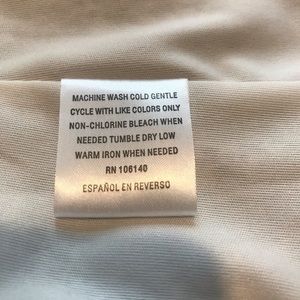 MACHINE WASH COLD GENTLE
CYCLE WITH LIKE COLORS ONLY
NON-CHLORINE BLEACH WHEN
NEEDED TUMBLE DRY LOW
WARM IRON WHEN NEEDED
RN 106140
ESPAÑOL EN REVERSO